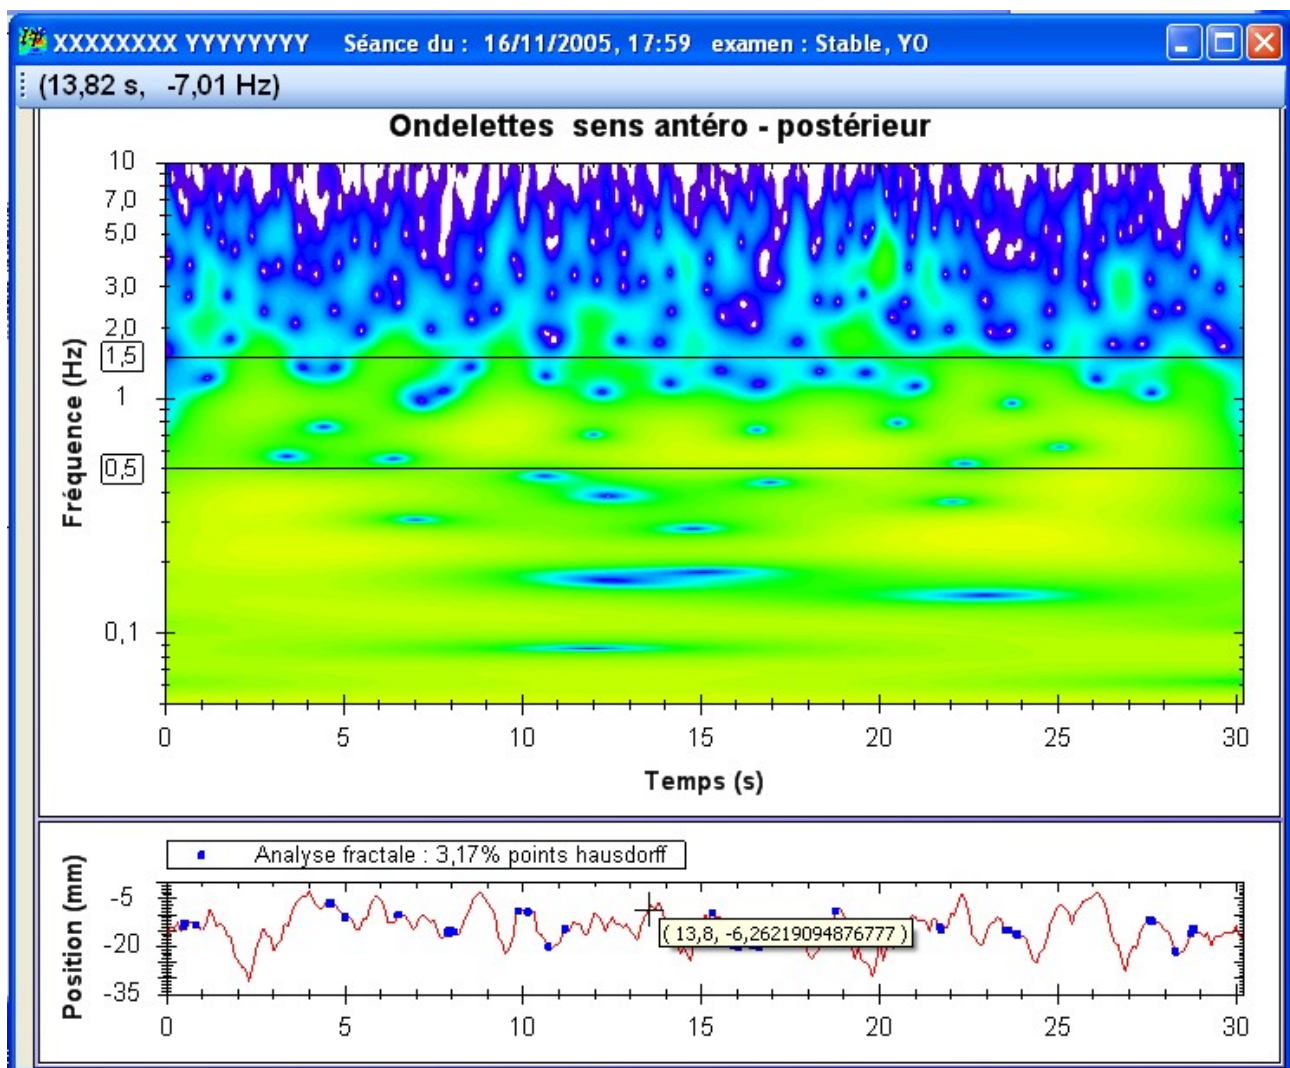 XXXXXXXX YYYYYYYY Séance du : 16/11/2005, 17:59 examen : Stable, YO
(13,82 s, -7,01 Hz)
Ondelettes sens antéro - postérieur
Fréquence (Hz)
10
7,0
5,0
3,0
2,0
1,5
1
0,5
0,1
0 5 10 15 20 25 30
Temps (s)
Analyse fractale : 3,17% points hausdorff
Position (mm)
-5
-20
-35
( 13,8, -6,26219094876777 )
0 5 10 15 20 25 30